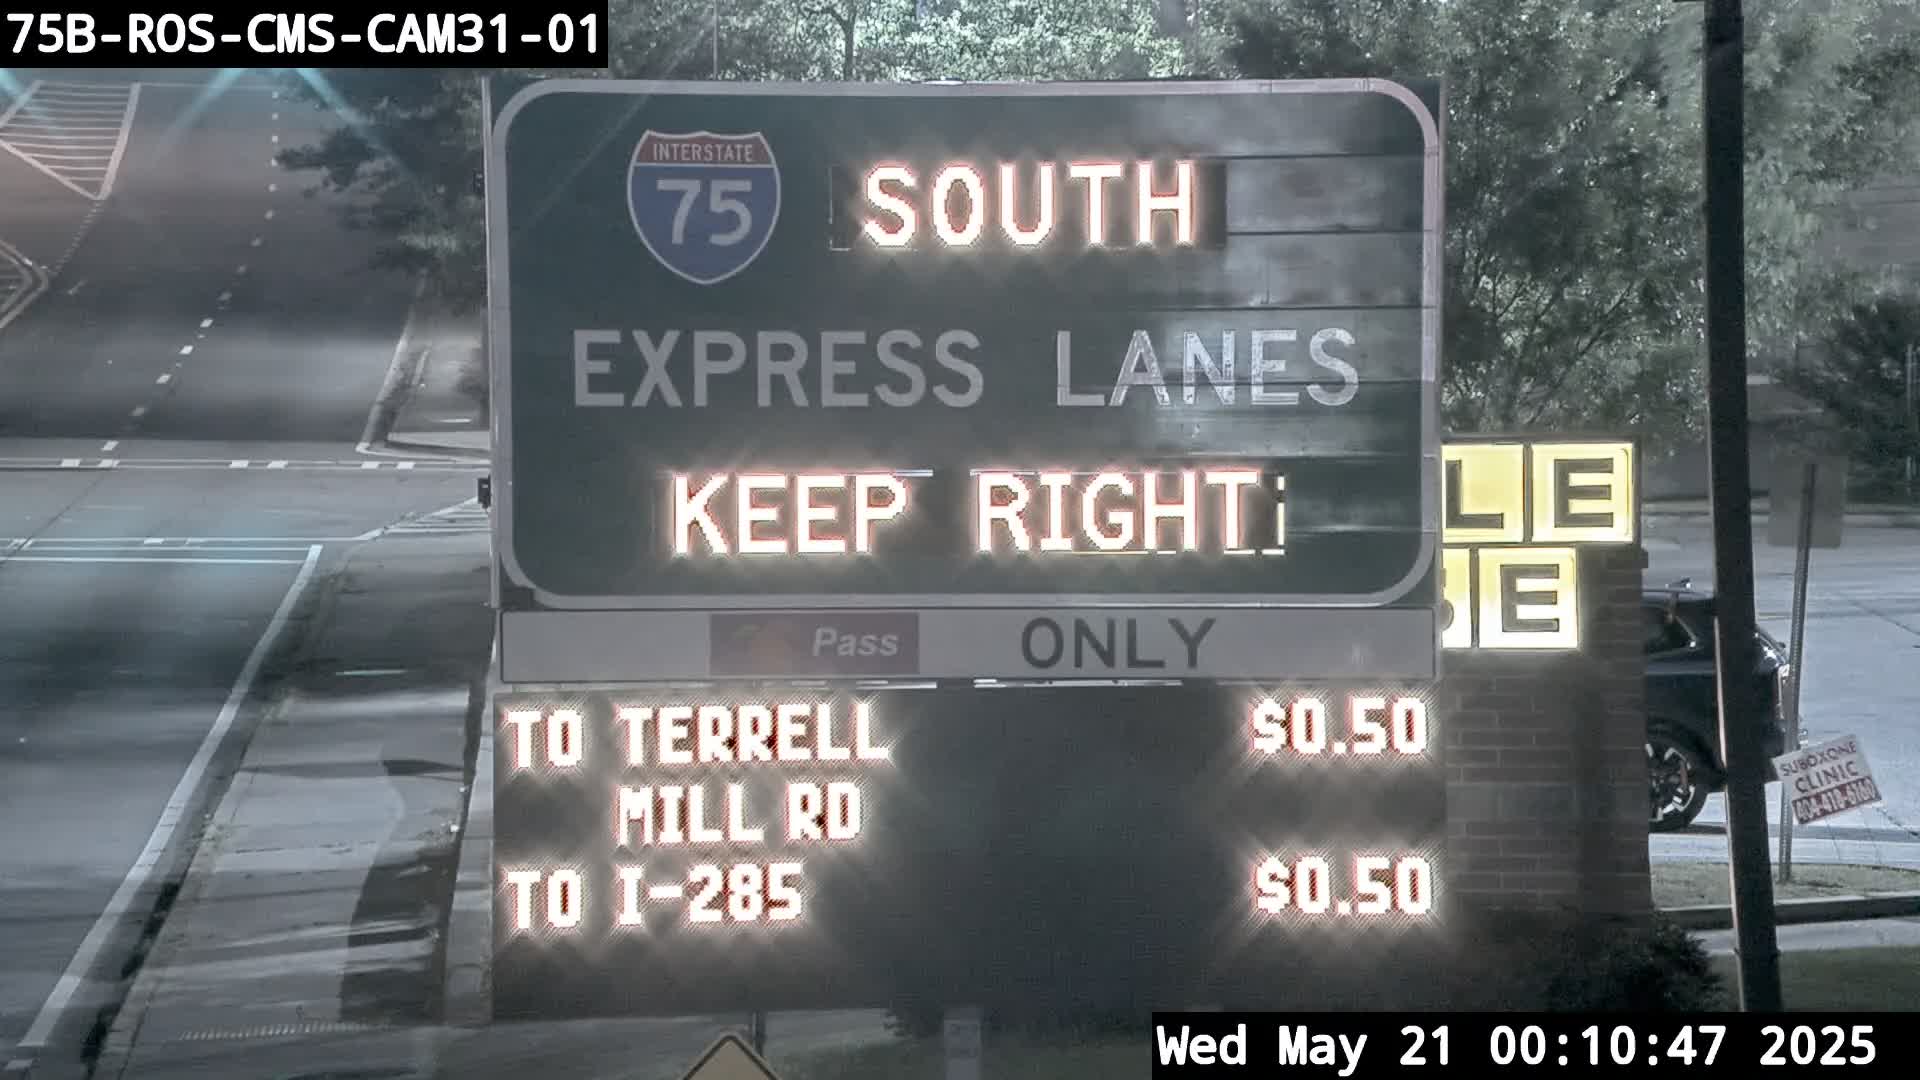 75B-ROS-CMS-CAM31-01
INTERSTATE
75
SOUTH
EXPRESS LANES
KEEP RIGHT
Pass ONLY
TO TERRELL $0.50
MILL RD
TO I-285 $0.50
LE
E
SUBOXONE
CLINIC
Wed May 21 00:10:47 2025